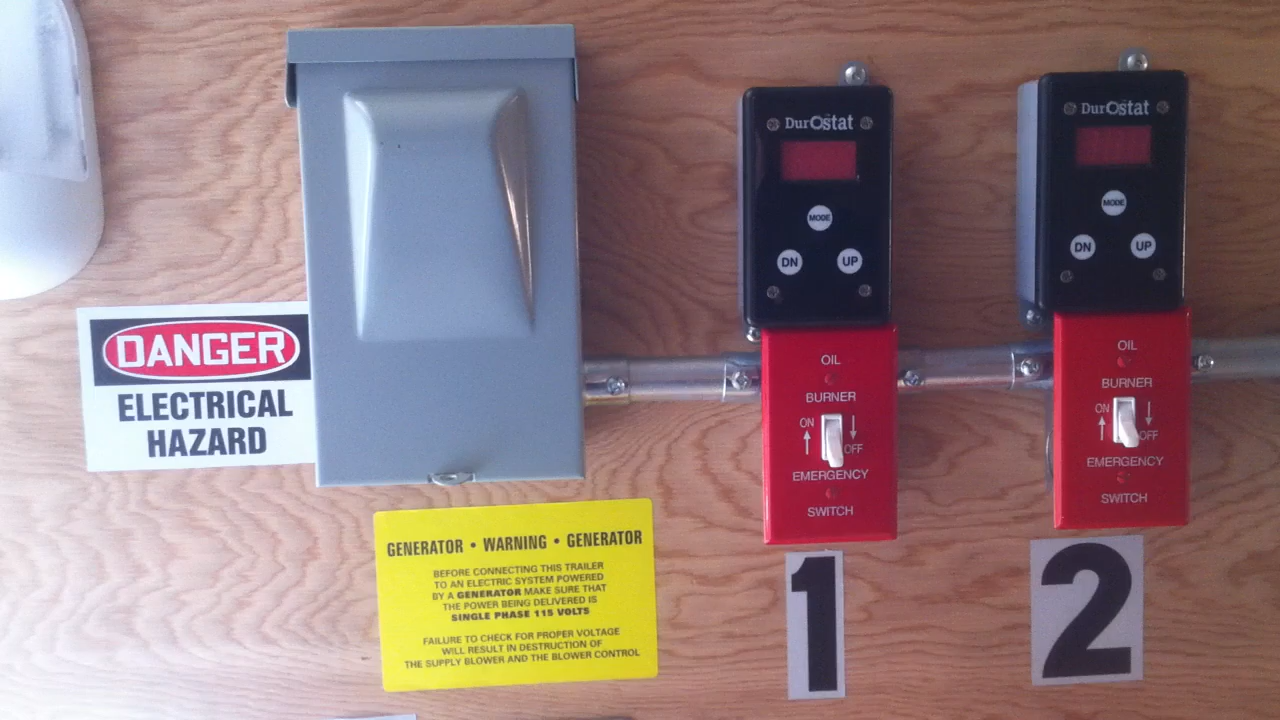 DANGER
ELECTRICAL
HAZARD
GENERATOR • WARNING • GENERATOR
BEFORE CONNECTING THIS TRAILER
TO AN ELECTRIC SYSTEM POWERED
BY A GENERATOR MAKE SURE THAT
THE POWER BEING DELIVERED IS
SINGLE PHASE 115 VOLTS
FAILURE TO CHECK FOR PROPER VOLTAGE
WILL RESULT IN DESTRUCTION OF
THE SUPPLY BLOWER AND THE BLOWER CONTROL
DurOstat
MODE
DN UP
OIL
BURNER
ON
OFF
EMERGENCY
SWITCH
1
DurOstat
MODE
DN UP
OIL
BURNER
ON
OFF
EMERGENCY
SWITCH
2